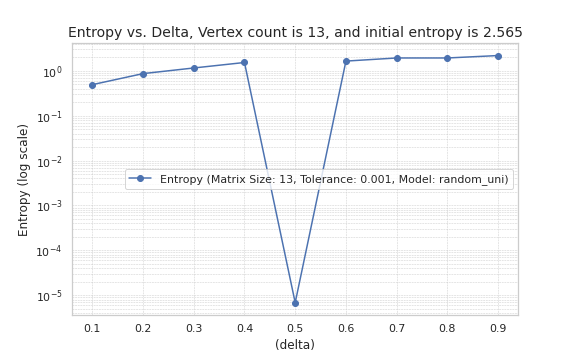 Entropy vs. Delta, Vertex count is 13, and initial entropy is 2.565
Entropy (log scale)
10^0
10^-1
10^-2
10^-3
10^-4
10^-5
Entropy (Matrix Size: 13, Tolerance: 0.001, Model: random_uni)
0.1 0.2 0.3 0.4 0.5 0.6 0.7 0.8 0.9
(delta)